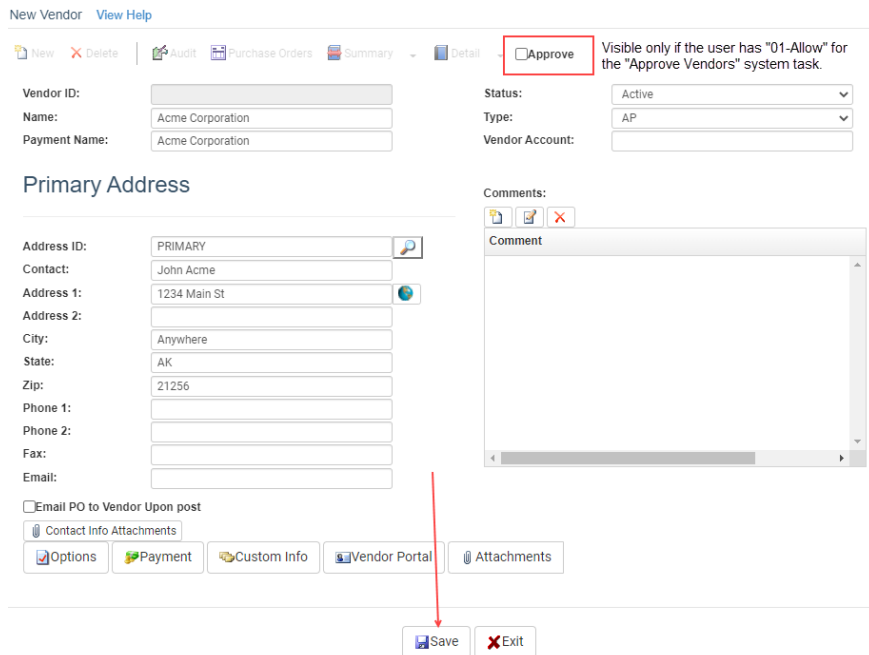 New Vendor View Help
New Delete Audit Purchase Orders Summary Detail Approve
Visible only if the user has "01-Allow" for
the "Approve Vendors" system task.
Vendor ID:
Name: Acme Corporation
Payment Name: Acme Corporation
Status: Active
Type: AP
Vendor Account:
Primary Address
Address ID: PRIMARY
Contact: John Acme
Address 1: 1234 Main St
Address 2:
City: Anywhere
State: AK
Zip: 21256
Phone 1:
Phone 2:
Fax:
Email:
Comments:
Comment
Email PO to Vendor Upon post
Contact Info Attachments
Options Payment Custom Info Vendor Portal Attachments
Save Exit